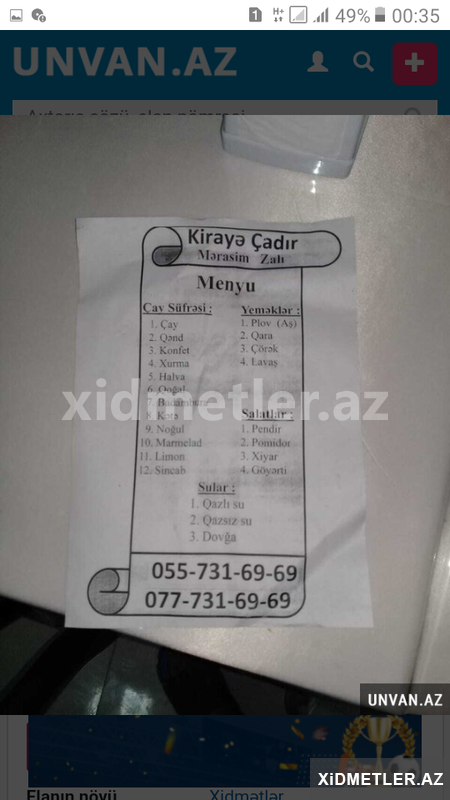 49% 00:35
UNVAN.AZ
Kirayə Çadır
Mərasim Zalı
Menyu
Çay Süfrəsi :
1. Çay
2. Qənd
3. Konfet
4. Xurma
5. Halva
6. Qoğal
7. Badambura
8. Kərə
9. Noğul
10. Marmelad
11. Limon
12. Sincab
Yeməklər :
1. Plov (Aş)
2. Qara
3. Çörək
4. Lavaş
Salatlar :
1. Pendir
2. Pomidor
3. Xiyar
4. Göyərti
xidmetler.az
Sular :
1. Qazlı su
2. Qazsız su
3. Dovğa
055-731-69-69
077-731-69-69
UNVAN.AZ
Elanın növü Xidmətlər
XiDMETLER.AZ